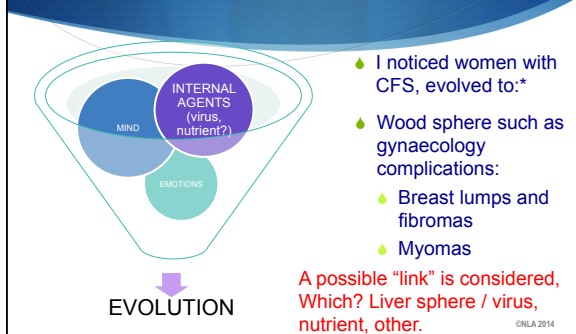 INTERNAL
AGENTS
(virus,
nutrient?)
MIND
EMOTIONS
EVOLUTION
I noticed women with
CFS, evolved to:*
Wood sphere such as
gynaecology
complications:
Breast lumps and
fibromas
Myomas
A possible “link” is considered,
Which? Liver sphere / virus,
nutrient, other.
©NLA 2014